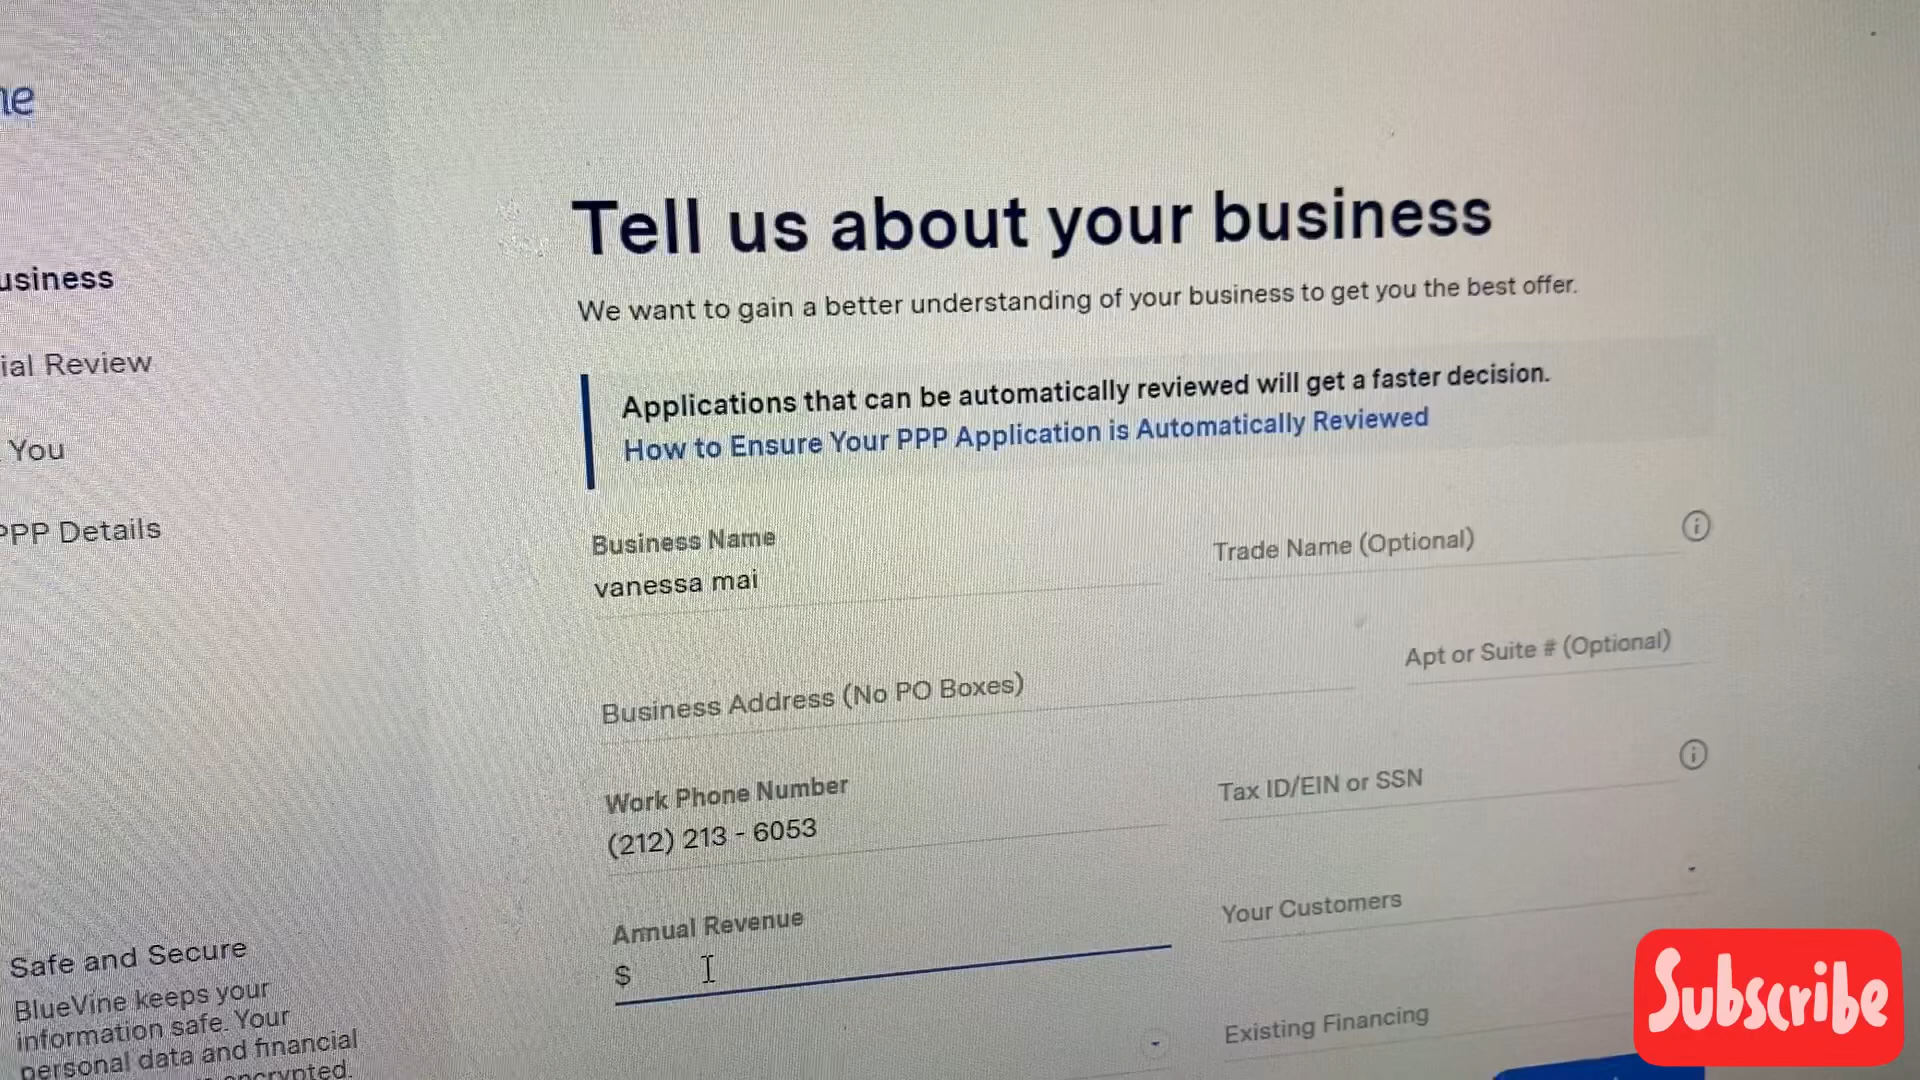 Tell us about your business
We want to gain a better understanding of your business to get you the best offer.
Applications that can be automatically reviewed will get a faster decision.
How to Ensure Your PPP Application is Automatically Reviewed
Business Name
vanessa mai
Trade Name (Optional)
Business Address (No PO Boxes)
Apt or Suite # (Optional)
Work Phone Number
(212) 213 - 6053
Tax ID/EIN or SSN
Annual Revenue
$
Your Customers
Existing Financing
ial Review
You
PPP Details
Safe and Secure
BlueVine keeps your
information safe. Your
personal data and financial
encrypted.
Subscribe